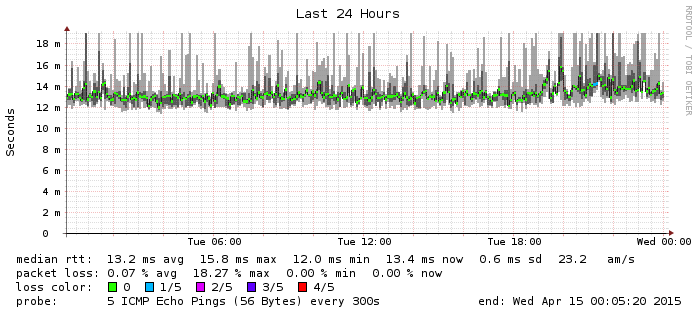 Last 24 Hours
RRDTOOL / TOBI OETIKER
Seconds
18 m
16 m
14 m
12 m
10 m
8 m
6 m
4 m
2 m
0
Tue 06:00 Tue 12:00 Tue 18:00 Wed 00:00
median rtt: 13.2 ms avg 15.8 ms max 12.0 ms min 13.4 ms now 0.6 ms sd 23.2 am/s
packet loss: 0.07 % avg 18.27 % max 0.00 % min 0.00 % now
loss color: 0 1/5 2/5 3/5 4/5
probe: 5 ICMP Echo Pings (56 Bytes) every 300s end: Wed Apr 15 00:05:20 2015